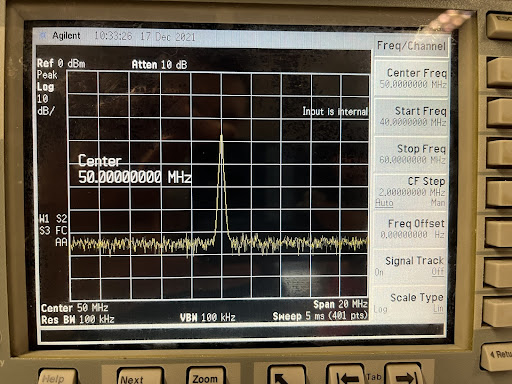 Agilent 10:33:26 17 Dec 2021
Freq/Channel
Ref 0 dBm Atten 10 dB
Peak
Log
10
dB/
Input is internal
Center
50.00000000 MHz
W1 S2
S3 FC
AA
Center 50 MHz Span 20 MHz
Res BW 100 kHz VBW 100 kHz Sweep 5 ms (401 pts)
Center Freq
50.0000000 MHz
Start Freq
40.0000000 MHz
Stop Freq
60.0000000 MHz
CF Step
2.00000000 MHz
Auto Man
Freq Offset
0.00000000 Hz
Signal Track
On Off
Scale Type
Log Lin
Help
Next
Zoom
Tab